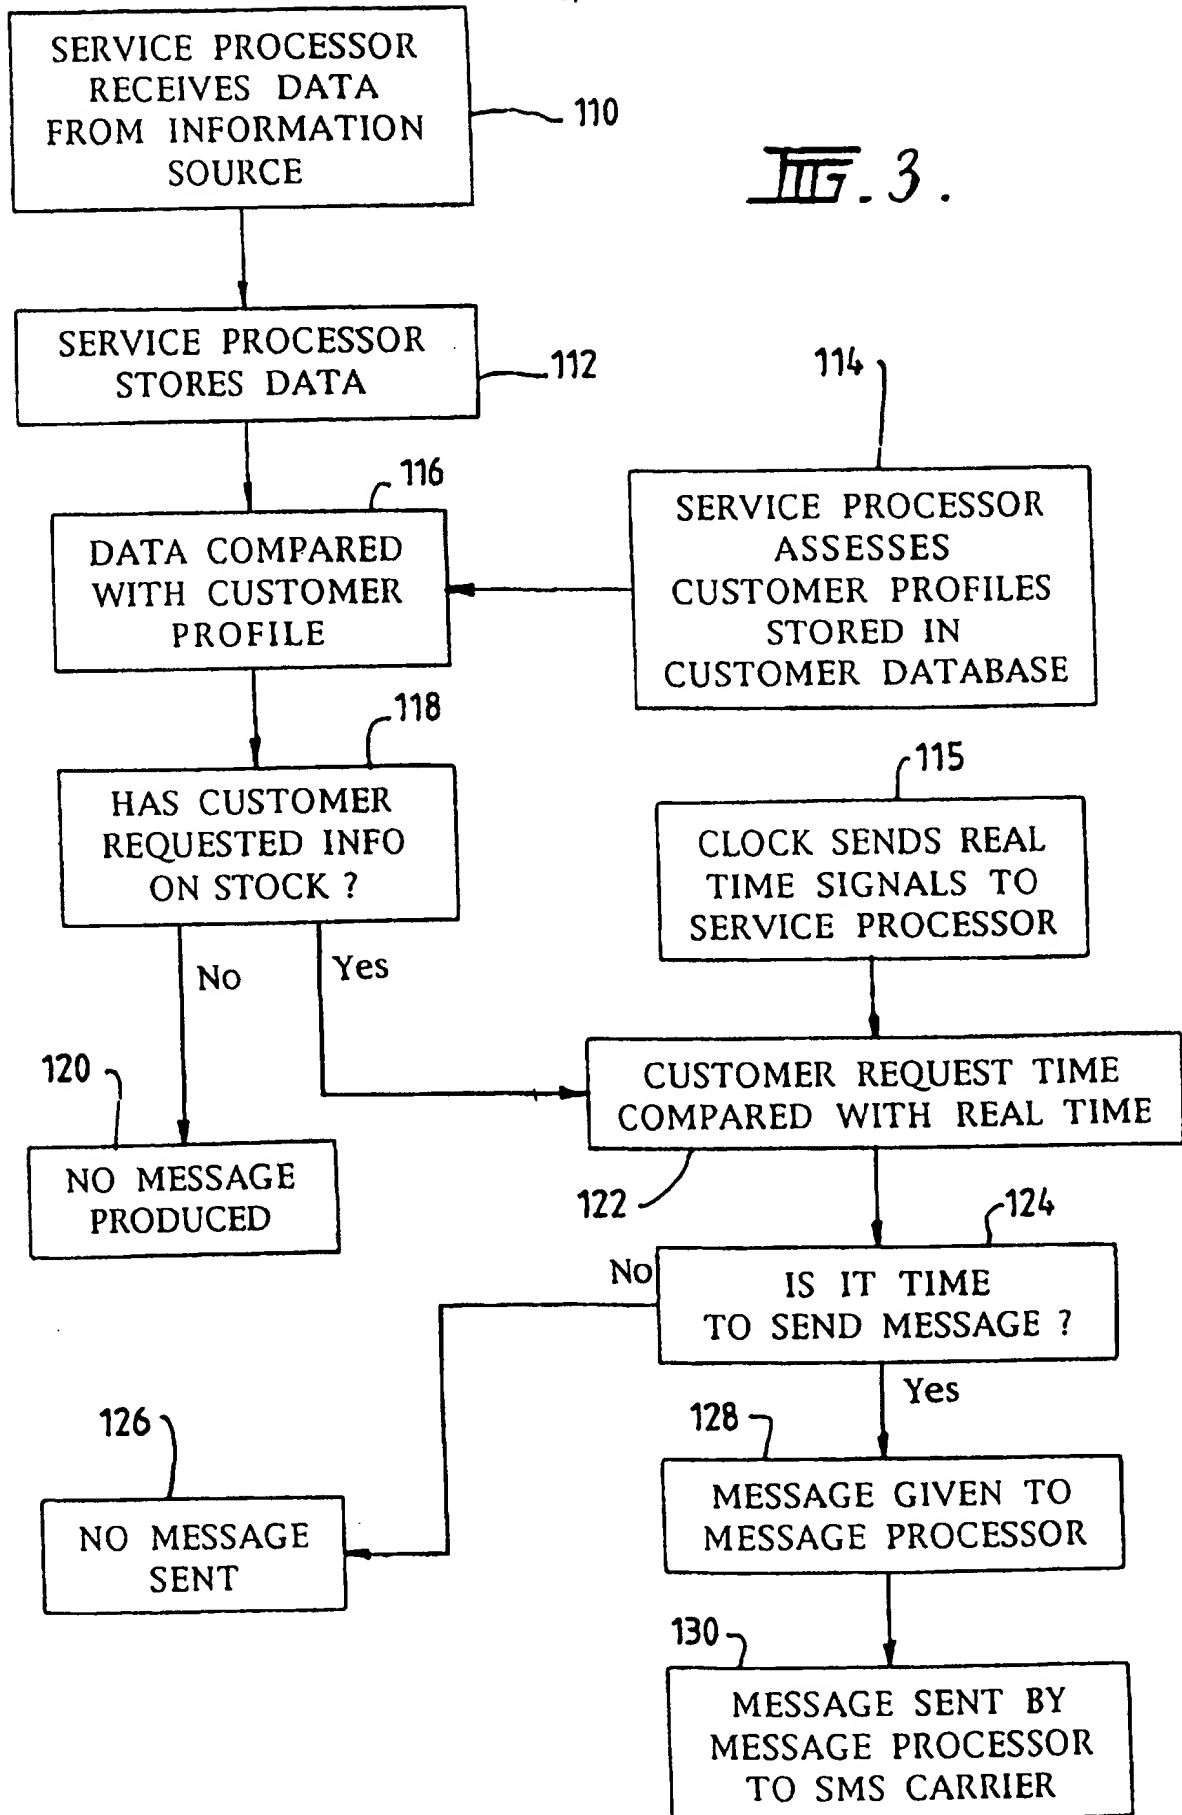 SERVICE PROCESSOR
RECEIVES DATA
FROM INFORMATION
SOURCE
110
FIG. 3.
SERVICE PROCESSOR
STORES DATA
112
114
116
DATA COMPARED
WITH CUSTOMER
PROFILE
SERVICE PROCESSOR
ASSESSES
CUSTOMER PROFILES
STORED IN
CUSTOMER DATABASE
118
HAS CUSTOMER
REQUESTED INFO
ON STOCK ?
115
CLOCK SENDS REAL
TIME SIGNALS TO
SERVICE PROCESSOR
No
Yes
120
NO MESSAGE
PRODUCED
CUSTOMER REQUEST TIME
COMPARED WITH REAL TIME
122
124
IS IT TIME
TO SEND MESSAGE ?
No
Yes
126
NO MESSAGE
SENT
128
MESSAGE GIVEN TO
MESSAGE PROCESSOR
130
MESSAGE SENT BY
MESSAGE PROCESSOR
TO SMS CARRIER